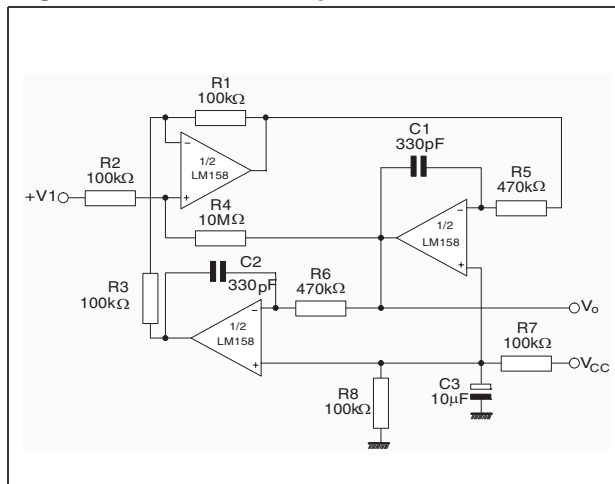 R1
100kΩ
C1
330pF
R2
100kΩ
1/2
LM158
R5
470kΩ
+V1
R4
10MΩ
1/2
LM158
C2
330pF
R6
470kΩ
R3
100kΩ
1/2
LM158
Vo
R7
100kΩ
VCC
R8
100kΩ
C3
10µF